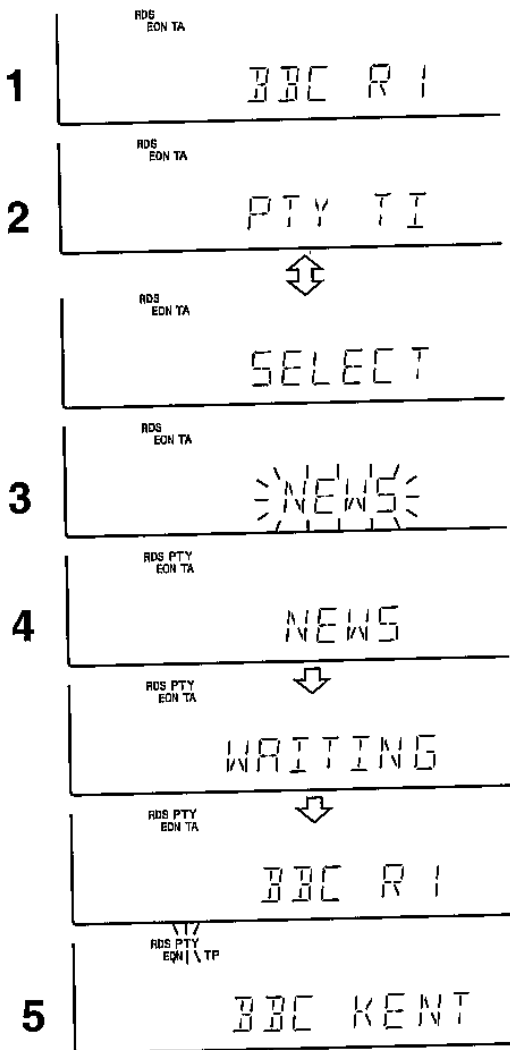 RDS
EON TA
1
BBC R1
RDS
EON TA
2
PTY TI
RDS
EON TA
SELECT
RDS
EON TA
3
NEWS
RDS PTY
EON TA
4
NEWS
RDS PTY
EON TA
WAITING
RDS PTY
EON TA
BBC R1
RDS PTY
EON TP
5
BBC KENT